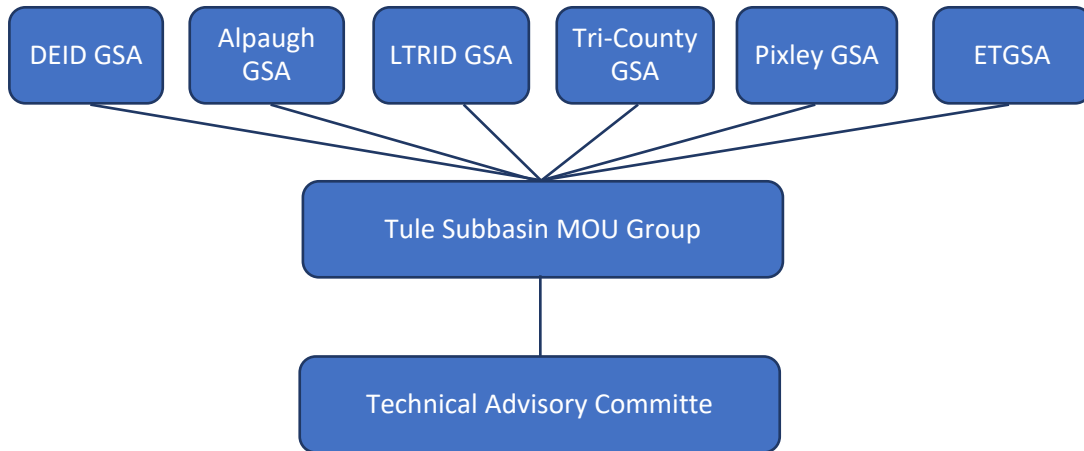 DEID GSA
Alpaugh
GSA
LTRID GSA
Tri-County
GSA
Pixley GSA
ETGSA
Tule Subbasin MOU Group
Technical Advisory Committe